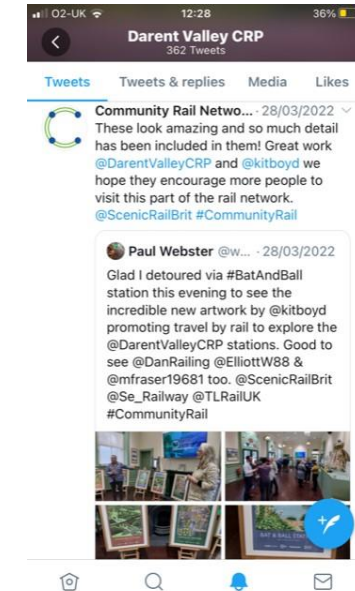 O2-UK 12:28 36%
Darent Valley CRP
362 Tweets
Tweets Tweets & replies Media Likes
Community Rail Netwo... · 28/03/2022
These look amazing and so much detail
has been included in them! Great work
@DarentValleyCRP and @kitboyd we
hope they encourage more people to
visit this part of the rail network.
@ScenicRailBrit #CommunityRail
Paul Webster @w... · 28/03/2022
Glad I detoured via #BatAndBall
station this evening to see the
incredible new artwork by @kitboyd
promoting travel by rail to explore the
@DarentValleyCRP stations. Good to
see @DanRailing @ElliottW88 &
@mfraser19681 too. @ScenicRailBrit
@Se_Railway @TLRailUK
#CommunityRail
BAT & BALL STAT